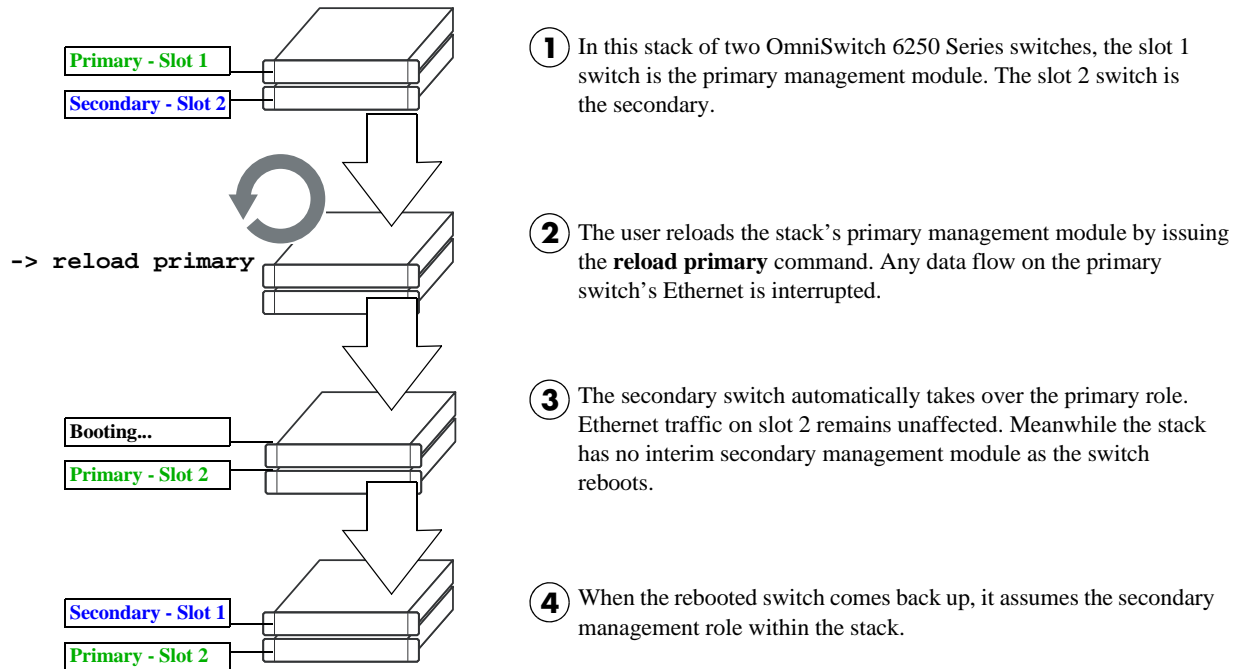 Primary - Slot 1
Secondary - Slot 2
1 In this stack of two OmniSwitch 6250 Series switches, the slot 1
switch is the primary management module. The slot 2 switch is
the secondary.
-> reload primary
2 The user reloads the stack’s primary management module by issuing
the reload primary command. Any data flow on the primary
switch’s Ethernet is interrupted.
Booting...
Primary - Slot 2
3 The secondary switch automatically takes over the primary role.
Ethernet traffic on slot 2 remains unaffected. Meanwhile the stack
has no interim secondary management module as the switch
reboots.
Secondary - Slot 1
Primary - Slot 2
4 When the rebooted switch comes back up, it assumes the secondary
management role within the stack.